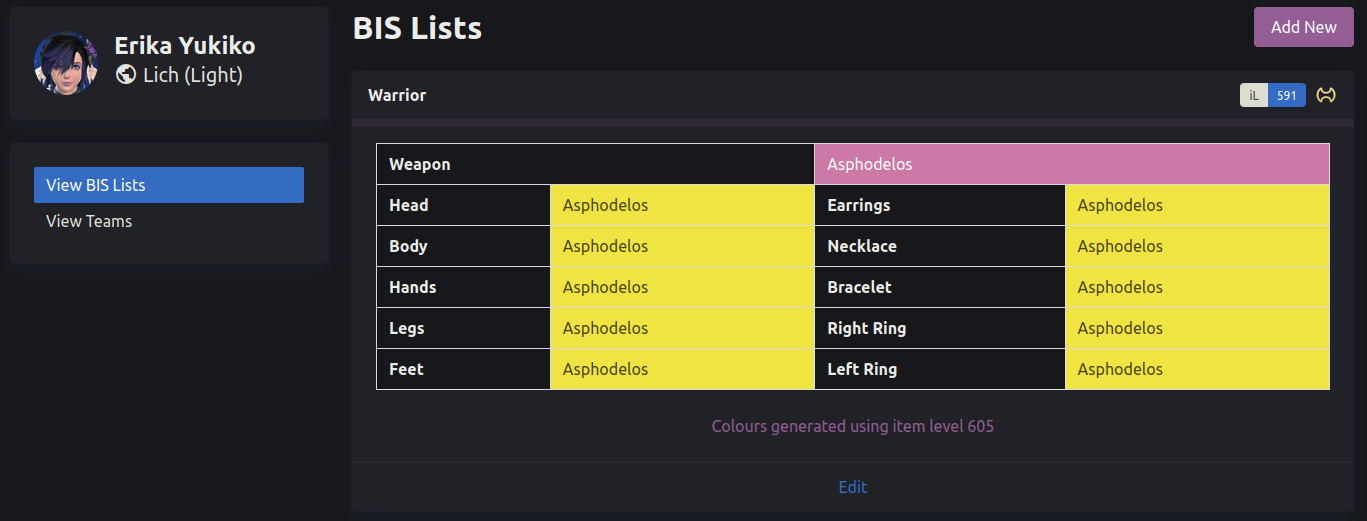 Erika Yukiko
Lich (Light)
View BIS Lists
View Teams
BIS Lists
Add New
Warrior
iL 591
Weapon Asphodelos
Head Asphodelos Earrings Asphodelos
Body Asphodelos Necklace Asphodelos
Hands Asphodelos Bracelet Asphodelos
Legs Asphodelos Right Ring Asphodelos
Feet Asphodelos Left Ring Asphodelos
Colours generated using item level 605
Edit